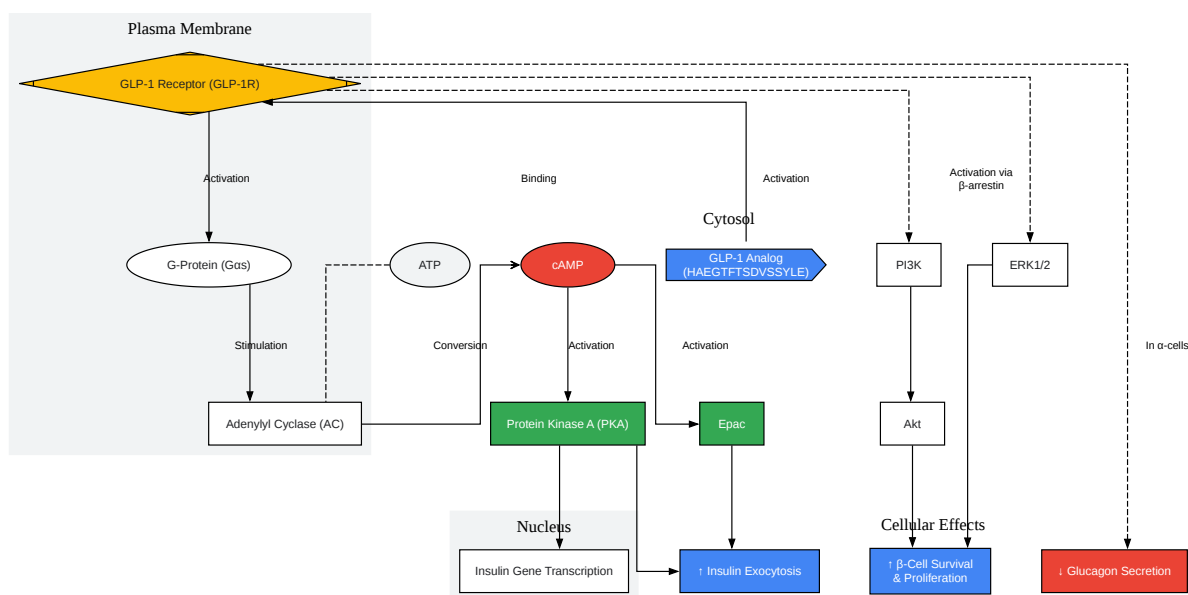 Plasma Membrane
GLP-1 Receptor (GLP-1R)
Activation
Binding
Activation
Activation via
β-arrestin
Cytosol
G-Protein (Gαs)
ATP
cAMP
GLP-1 Analog
(HAEGTFTSDVSSYLE)
PI3K
ERK1/2
Stimulation
Conversion
Activation
Activation
In α-cells
Adenylyl Cyclase (AC)
Protein Kinase A (PKA)
Epac
Akt
Nucleus
Cellular Effects
Insulin Gene Transcription
↑ Insulin Exocytosis
↑ β-Cell Survival
& Proliferation
↓ Glucagon Secretion